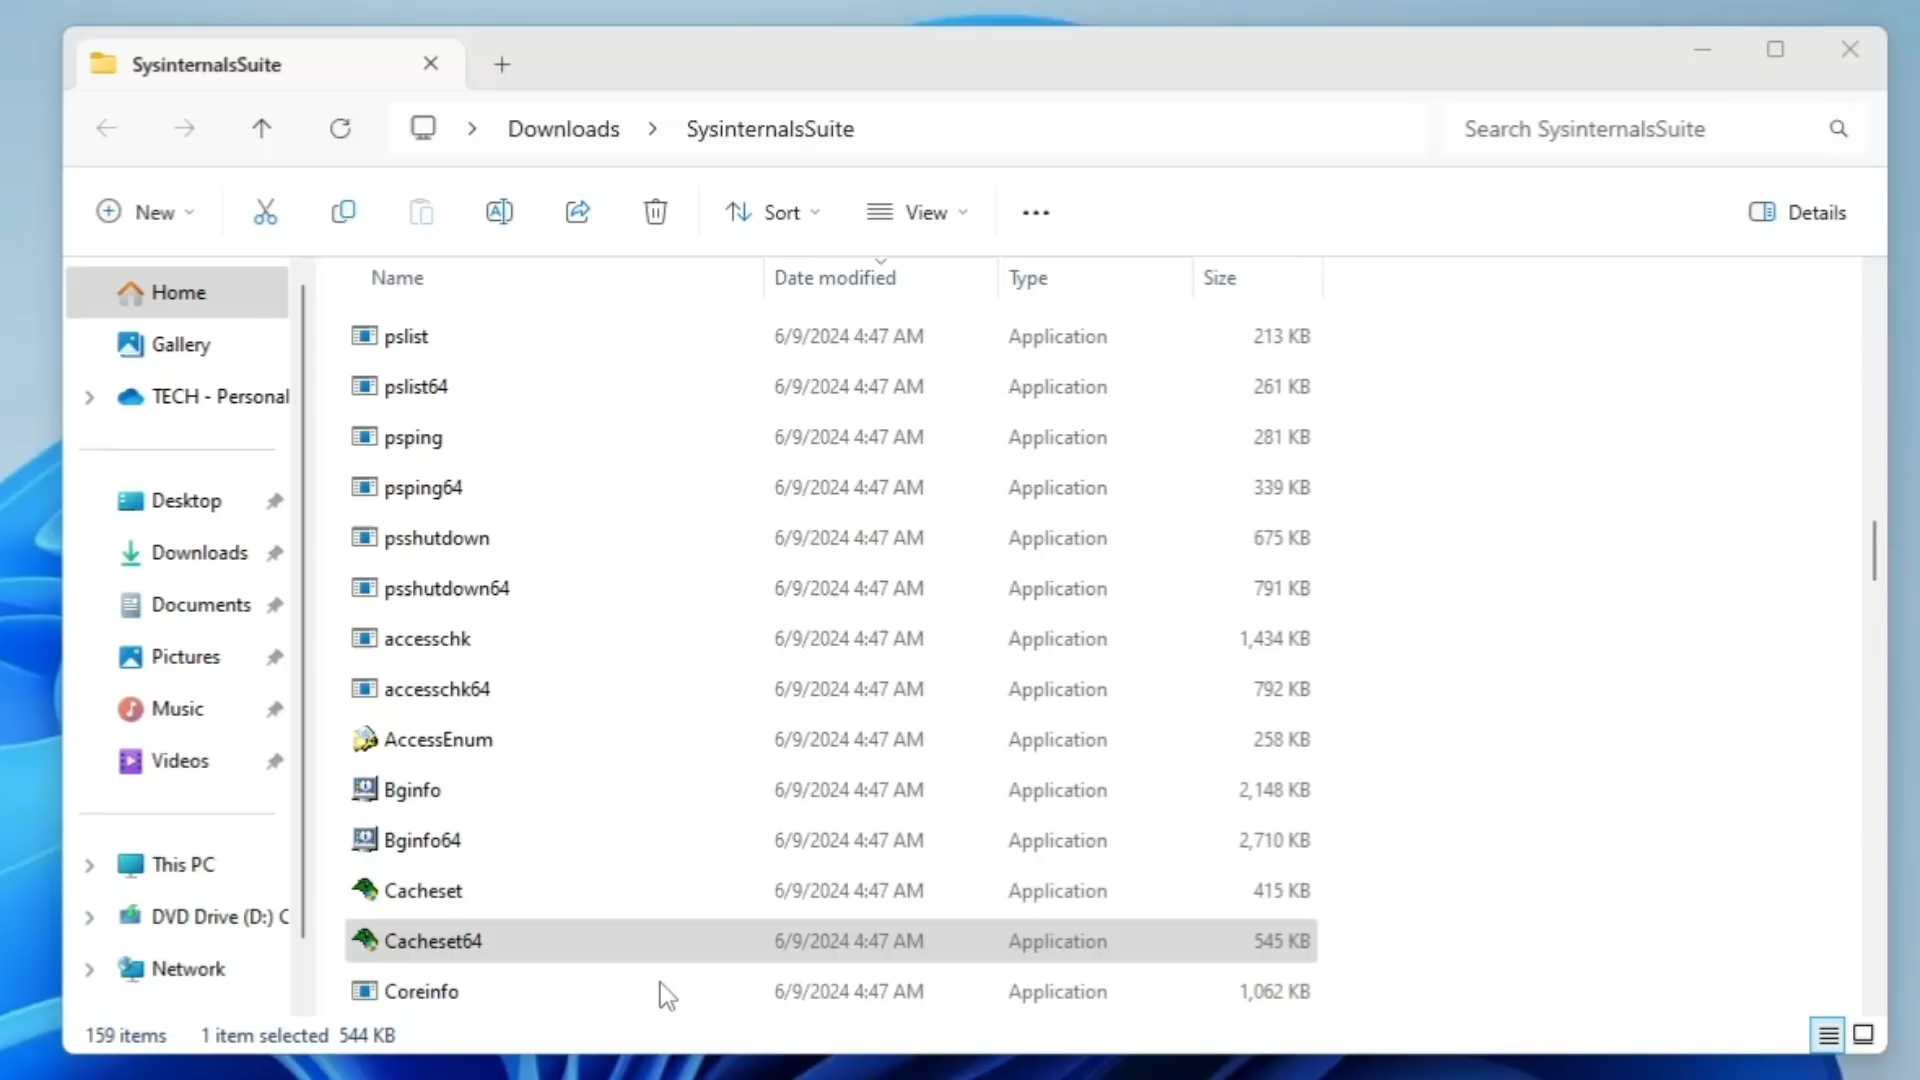 SysinternalsSuite
Downloads SysinternalsSuite
Search SysinternalsSuite
New
Sort
View
Details
Name Date modified Type Size
Home
Gallery
TECH - Personal
Desktop
Downloads
Documents
Pictures
Music
Videos
This PC
DVD Drive (D:) C
Network
pslist 6/9/2024 4:47 AM Application 213 KB
pslist64 6/9/2024 4:47 AM Application 261 KB
psping 6/9/2024 4:47 AM Application 281 KB
psping64 6/9/2024 4:47 AM Application 339 KB
psshutdown 6/9/2024 4:47 AM Application 675 KB
psshutdown64 6/9/2024 4:47 AM Application 791 KB
accesschk 6/9/2024 4:47 AM Application 1,434 KB
accesschk64 6/9/2024 4:47 AM Application 792 KB
AccessEnum 6/9/2024 4:47 AM Application 258 KB
Bginfo 6/9/2024 4:47 AM Application 2,148 KB
Bginfo64 6/9/2024 4:47 AM Application 2,710 KB
Cacheset 6/9/2024 4:47 AM Application 415 KB
Cacheset64 6/9/2024 4:47 AM Application 545 KB
Coreinfo 6/9/2024 4:47 AM Application 1,062 KB
159 items 1 item selected 544 KB